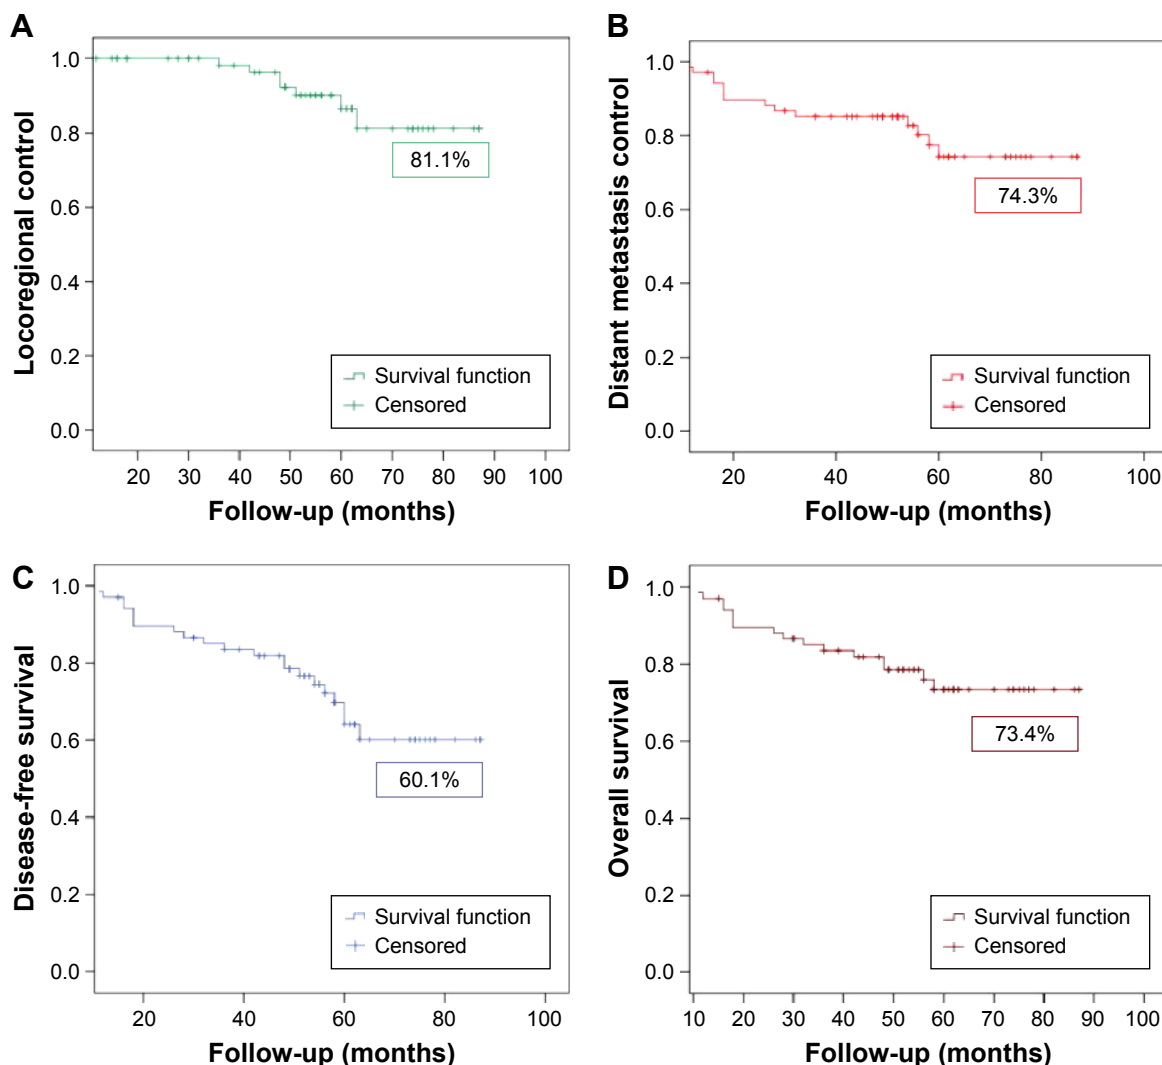 A
Locoregional control
1.0
0.8
0.6
0.4
0.2
0.0
81.1%
Survival function
Censored
20 30 40 50 60 70 80 90 100
Follow-up (months)
B
Distant metastasis control
1.0
0.8
0.6
0.4
0.2
0.0
74.3%
Survival function
Censored
20 40 60 80 100
Follow-up (months)
C
Disease-free survival
1.0
0.8
0.6
0.4
0.2
0.0
60.1%
Survival function
Censored
20 40 60 80 100
Follow-up (months)
D
Overall survival
1.0
0.8
0.6
0.4
0.2
0.0
73.4%
Survival function
Censored
10 20 30 40 50 60 70 80 90 100
Follow-up (months)